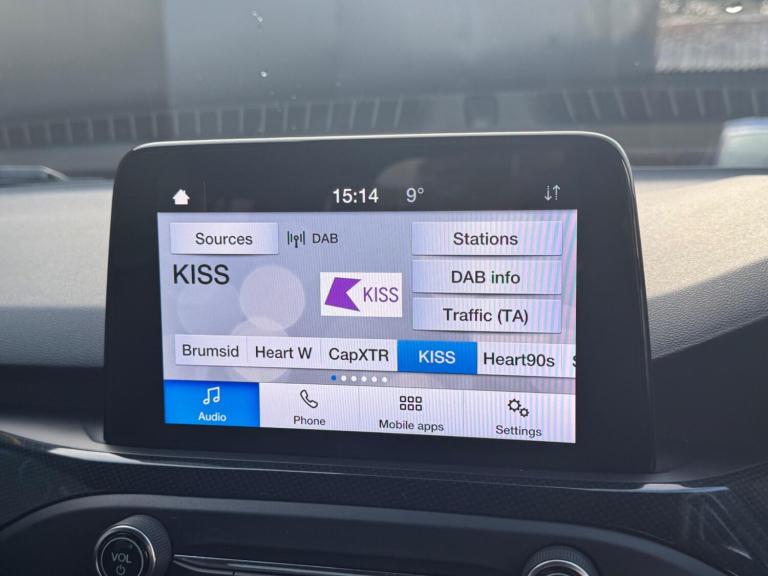 15:14 9°
Sources DAB Stations
KISS
KISS
DAB info
Traffic (TA)
Brumsid Heart W CapXTR KISS Heart90s
Audio Phone Mobile apps Settings
VOL